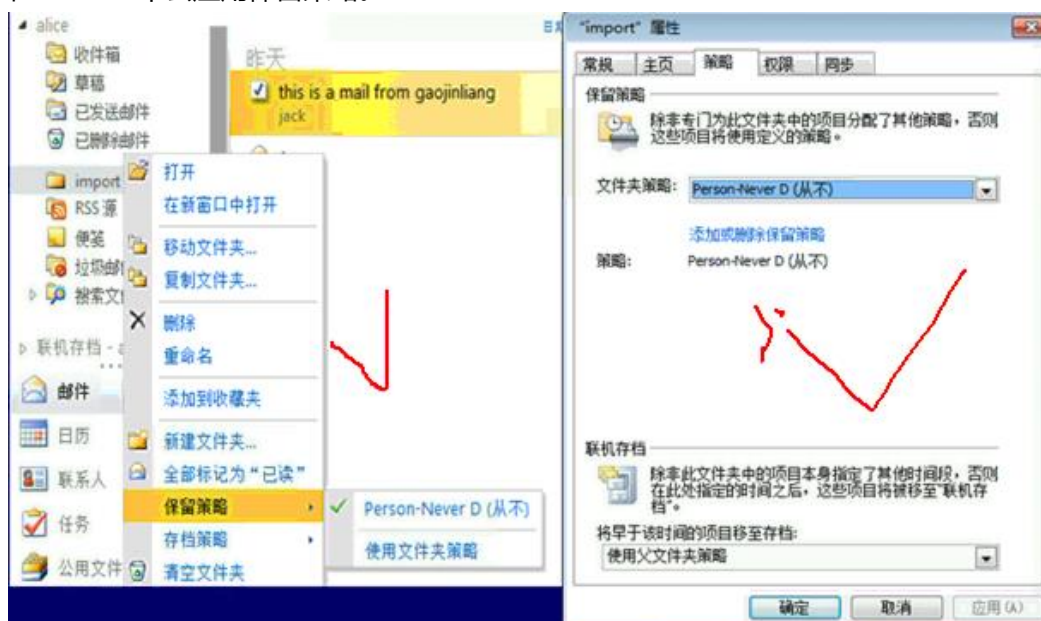 alice
收件箱
草稿
已发送邮件
已删除邮件
import
RSS 源
便笺
垃圾邮
搜索文
联机存档 -
邮件
日历
联系人
任务
公用文件
昨天
this is a mail from gaojinliang
jack
打开
在新窗口中打开
移动文件夹...
复制文件夹...
删除
重命名
添加到收藏夹
新建文件夹...
全部标记为“已读”
保留策略
存档策略
清空文件夹
Person-Never D (从不)
使用文件夹策略
"import" 属性
常规 主页 策略 权限 同步
保留策略
除非专门为此文件夹中的项目分配了其他策略，否则
这些项目将使用定义的策略。
文件夹策略: Person-Never D (从不)
添加或删除保留策略
策略: Person-Never D (从不)
联机存档
除非此文件夹中的项目本身指定了其他时间段，否则
在此处指定的时间之后，这些项目将被移至“联机存
档”。
将早于该时间的项目移至存档:
使用父文件夹策略
确定 取消 应用(A)